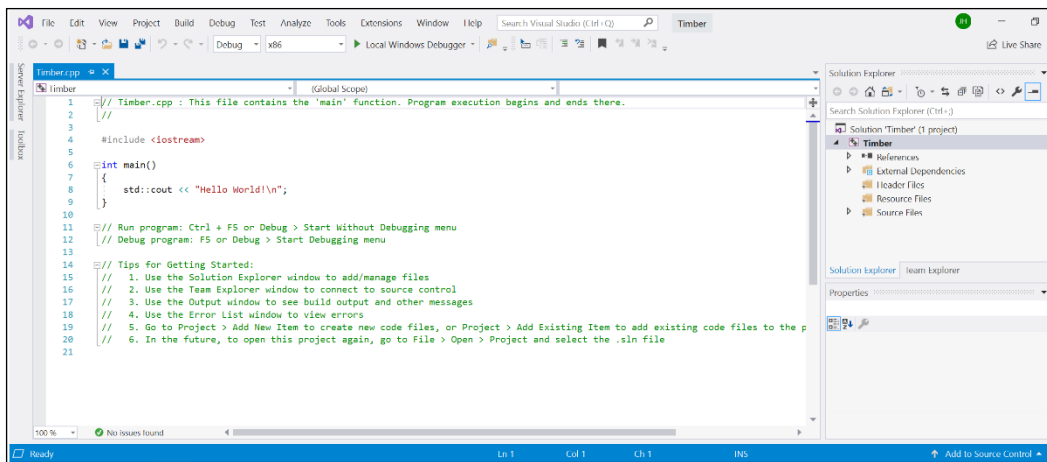 File Edit View Project Build Debug Test Analyze Tools Extensions Window Help Search Visual Studio (Ctrl+Q) Timber JH
Debug x86 Local Windows Debugger Live Share
Server Explorer
Toolbox
Timber.cpp
Timber (Global Scope)
1 // Timber.cpp : This file contains the 'main' function. Program execution begins and ends there.
2 //
3
4 #include <iostream>
5
6 int main()
7 {
8 std::cout << "Hello World!\n";
9 }
10
11 // Run program: Ctrl + F5 or Debug > Start Without Debugging menu
12 // Debug program: F5 or Debug > Start Debugging menu
13
14 // Tips for Getting Started:
15 // 1. Use the Solution Explorer window to add/manage files
16 // 2. Use the Team Explorer window to connect to source control
17 // 3. Use the Output window to see build output and other messages
18 // 4. Use the Error List window to view errors
19 // 5. Go to Project > Add New Item to create new code files, or Project > Add Existing Item to add existing code files to the p
20 // 6. In the future, to open this project again, go to File > Open > Project and select the .sln file
21
100 % No issues found
Solution Explorer
Search Solution Explorer (Ctrl+;)
Solution 'Timber' (1 project)
Timber
References
External Dependencies
Header Files
Resource Files
Source Files
Solution Explorer Team Explorer
Properties
Ready Ln 1 Col 1 Ch 1 INS Add to Source Control